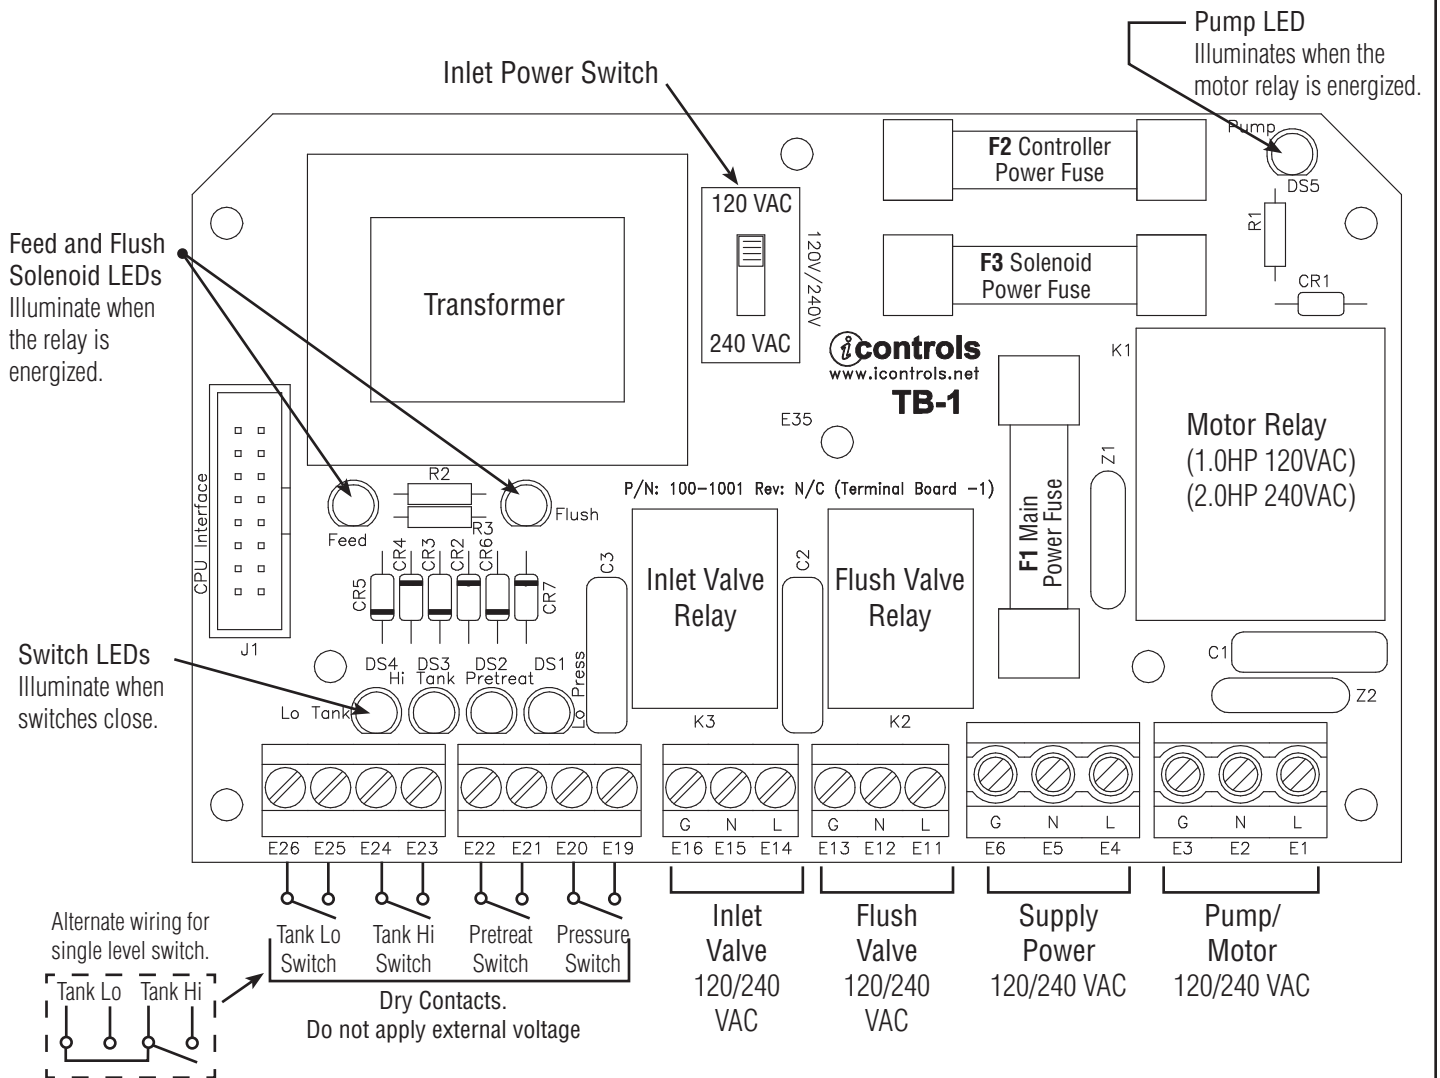 Pump LED
Illuminates when the
motor relay is energized.
Inlet Power Switch
Pump
DS5
F2 Controller
Power Fuse
120 VAC
120V/240V
240 VAC
R1
Feed and Flush
Solenoid LEDs
Illuminate when
the relay is
energized.
F3 Solenoid
Power Fuse
CR1
Transformer
icontrols
www.icontrols.net
TB-1
K1
E35
Motor Relay
(1.0HP 120VAC)
(2.0HP 240VAC)
Z1
F1 Main
Power Fuse
CPU Interface
J1
R2
P/N: 100-1001 Rev: N/C (Terminal Board -1)
Feed
Flush
R3
CR5
CR4
CR3
CR2
CR6
CR7
C3
Inlet Valve
Relay
K3
C2
Flush Valve
Relay
K2
C1
Z2
Switch LEDs
Illuminate when
switches close.
DS4 DS3 DS2 DS1
Hi Tank Pretreat
Lo Tank
Lo Press
G N L G N L G N L G N L
E26 E25 E24 E23 E22 E21 E20 E19 E16 E15 E14 E13 E12 E11 E6 E5 E4 E3 E2 E1
Tank Lo
Switch
Tank Hi
Switch
Pretreat
Switch
Pressure
Switch
Dry Contacts.
Do not apply external voltage
Inlet
Valve
120/240
VAC
Flush
Valve
120/240
VAC
Supply
Power
120/240 VAC
Pump/
Motor
120/240 VAC
Alternate wiring for
single level switch.
Tank Lo Tank Hi